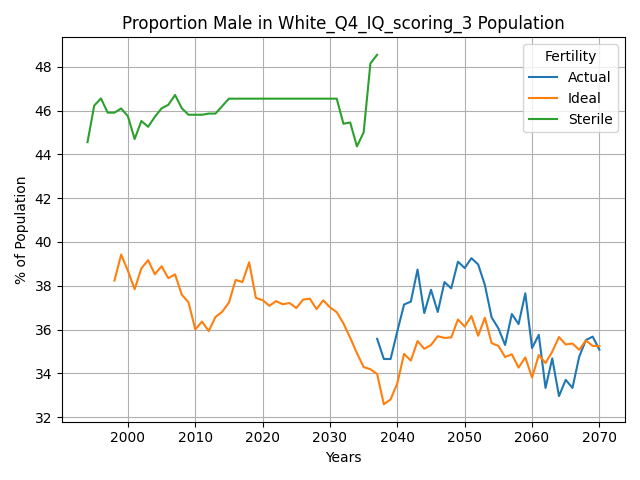 Proportion Male in White_Q4_IQ_scoring_3 Population
% of Population
48
46
44
42
40
38
36
34
32
Fertility
Actual
Ideal
Sterile
2000 2010 2020 2030 2040 2050 2060 2070
Years